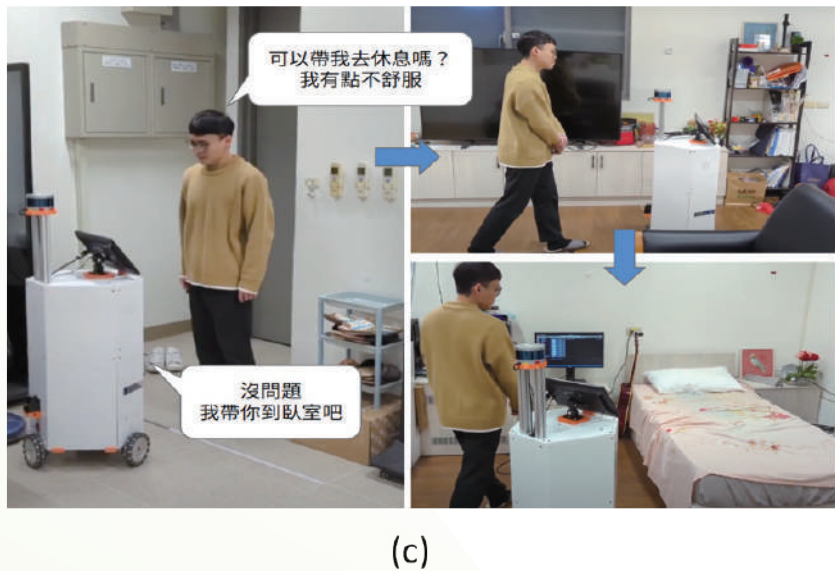 可以帶我去休息嗎？
我有點不舒服
沒問題
我帶你到臥室吧
(c)